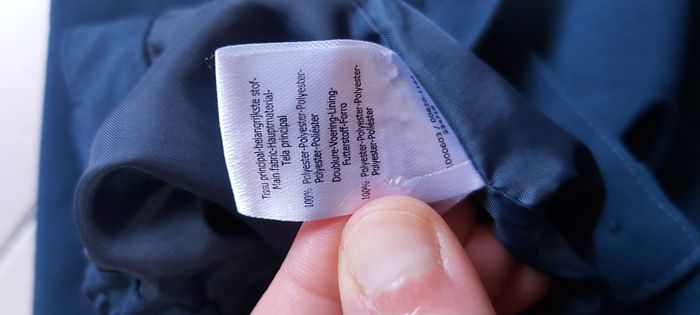 Tissu principal-belangrijkste stof-
Main Fabric-Hauptmaterial-
Tela principal
100% Polyester-Polyester-Polyester-
Polyester-Poliéster
Doublure-Voering-Lining-
Futterstoff-Forro
100% Polyester-Polyester-Polyester-
Polyester-Poliéster